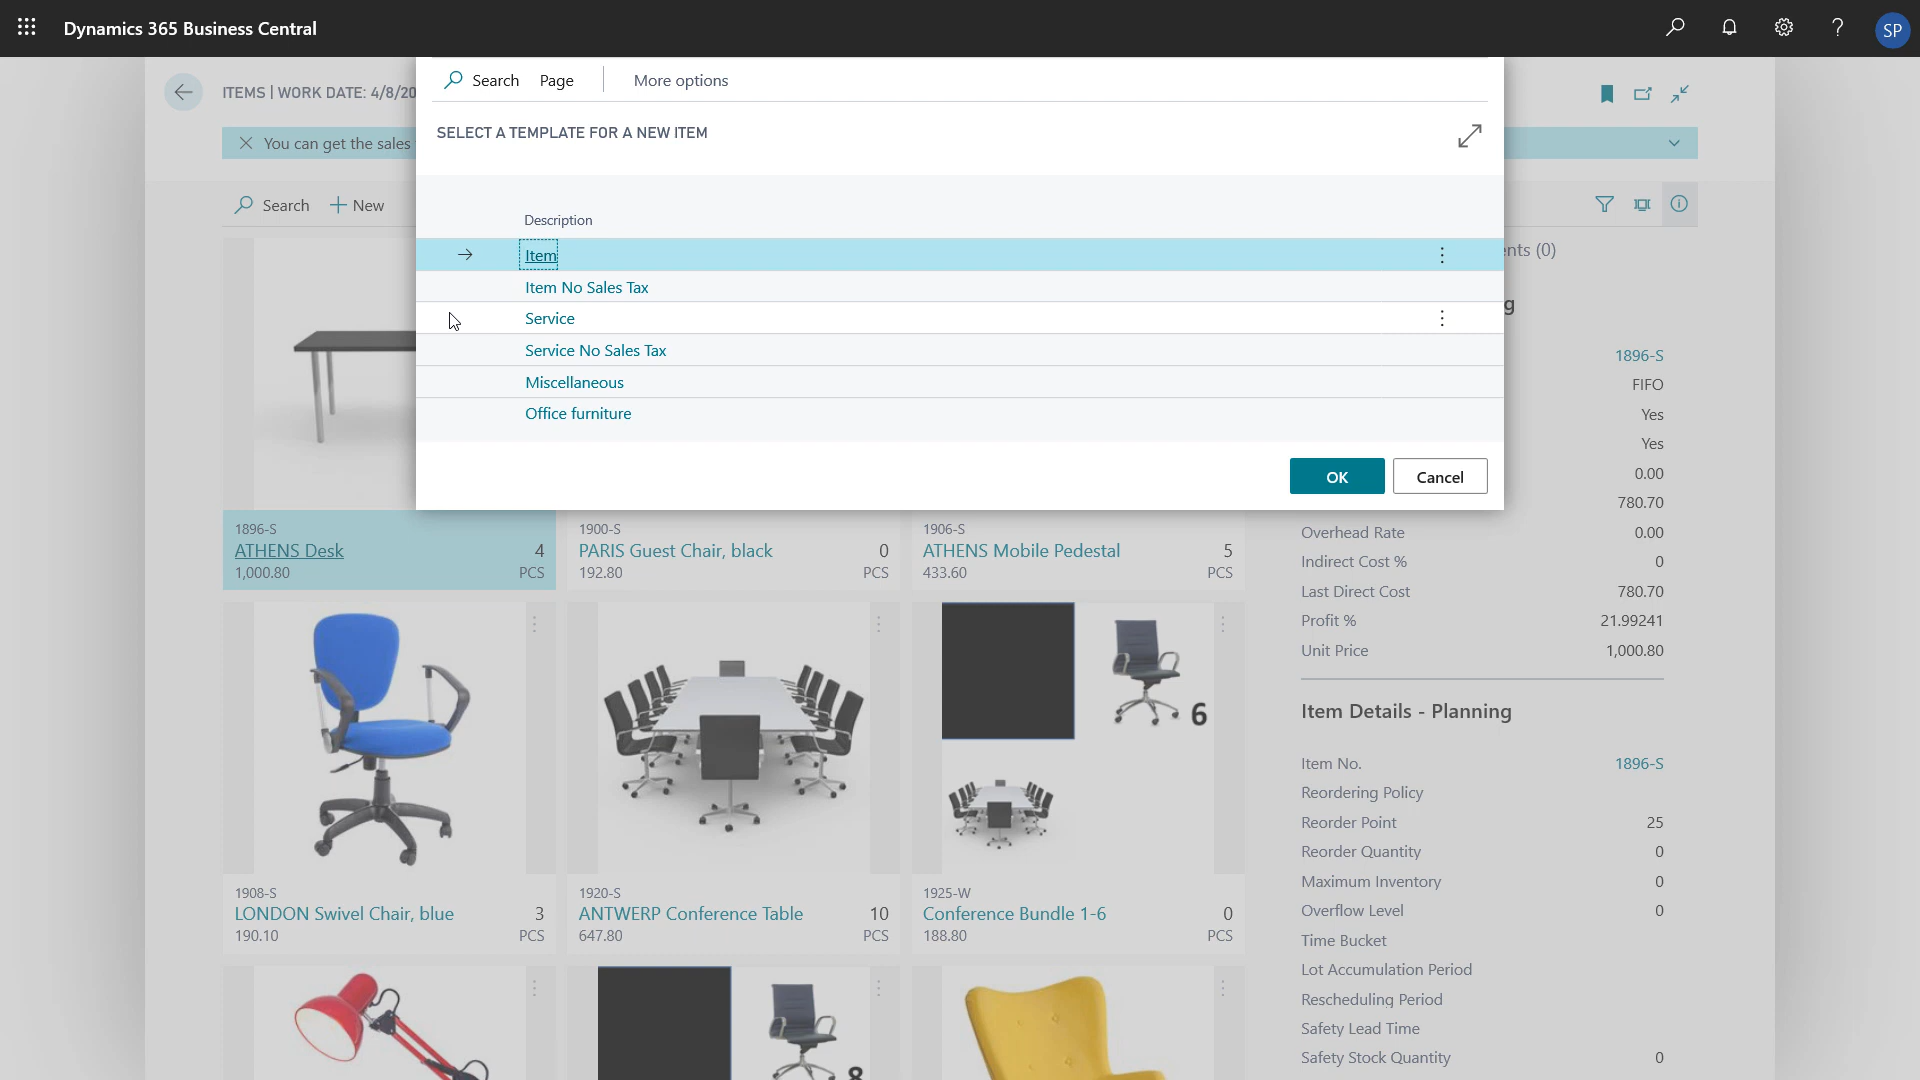 Dynamics 365 Business Central
SP
ITEMS | WORK DATE: 4/8/20
You can get the sales
Search
New
Search
Page
More options
SELECT A TEMPLATE FOR A NEW ITEM
Description
Item
Item No Sales Tax
Service
Service No Sales Tax
Miscellaneous
Office furniture
OK
Cancel
1896-S
ATHENS Desk 4
1,000.80 PCS
1900-S
PARIS Guest Chair, black 0
192.80 PCS
1906-S
ATHENS Mobile Pedestal 5
433.60 PCS
6
1908-S
LONDON Swivel Chair, blue 3
190.10 PCS
1920-S
ANTWERP Conference Table 10
647.80 PCS
1925-W
Conference Bundle 1-6 0
188.80 PCS
8
(0)
1896-S
FIFO
Yes
Yes
0.00
780.70
Overhead Rate 0.00
Indirect Cost % 0
Last Direct Cost 780.70
Profit % 21.99241
Unit Price 1,000.80
Item Details - Planning
Item No. 1896-S
Reordering Policy
Reorder Point 25
Reorder Quantity 0
Maximum Inventory 0
Overflow Level 0
Time Bucket
Lot Accumulation Period
Rescheduling Period
Safety Lead Time
Safety Stock Quantity 0